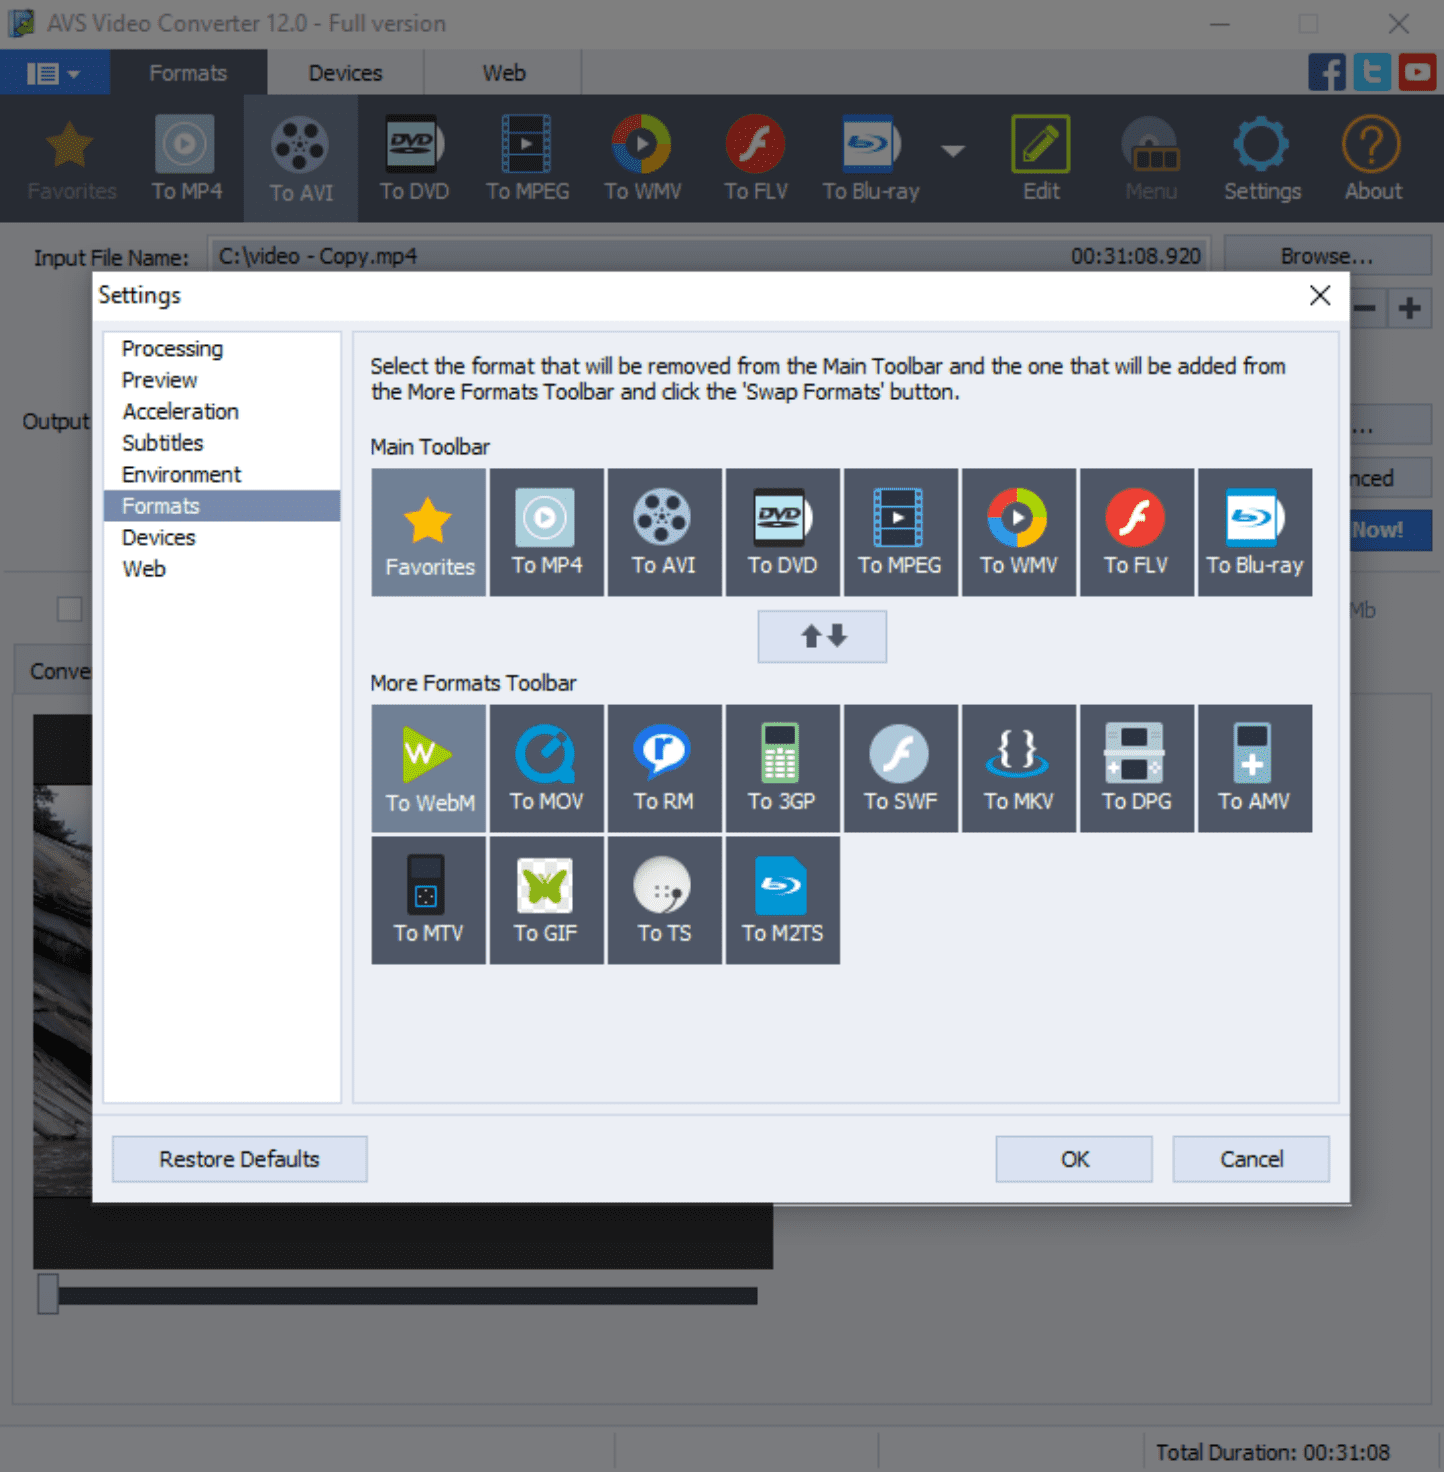 AVS Video Converter 12.0 - Full version
Formats
Devices
Web
Favorites
To MP4
To AVI
DVD
To DVD
To MPEG
To WMV
To FLV
To Blu-ray
Edit
Menu
Settings
About
Input File Name:
C:\video - Copy.mp4
00:31:08.920
Browse...
Settings
Processing
Preview
Acceleration
Subtitles
Environment
Formats
Devices
Web
Select the format that will be removed from the Main Toolbar and the one that will be added from
the More Formats Toolbar and click the 'Swap Formats' button.
Main Toolbar
Favorites
To MP4
To AVI
DVD
To DVD
To MPEG
To WMV
To FLV
To Blu-ray
More Formats Toolbar
To WebM
To MOV
To RM
To 3GP
To SWF
To MKV
To DPG
To AMV
To MTV
To GIF
To TS
To M2TS
Restore Defaults
OK
Cancel
Output
...
Now!
Mb
Total Duration: 00:31:08